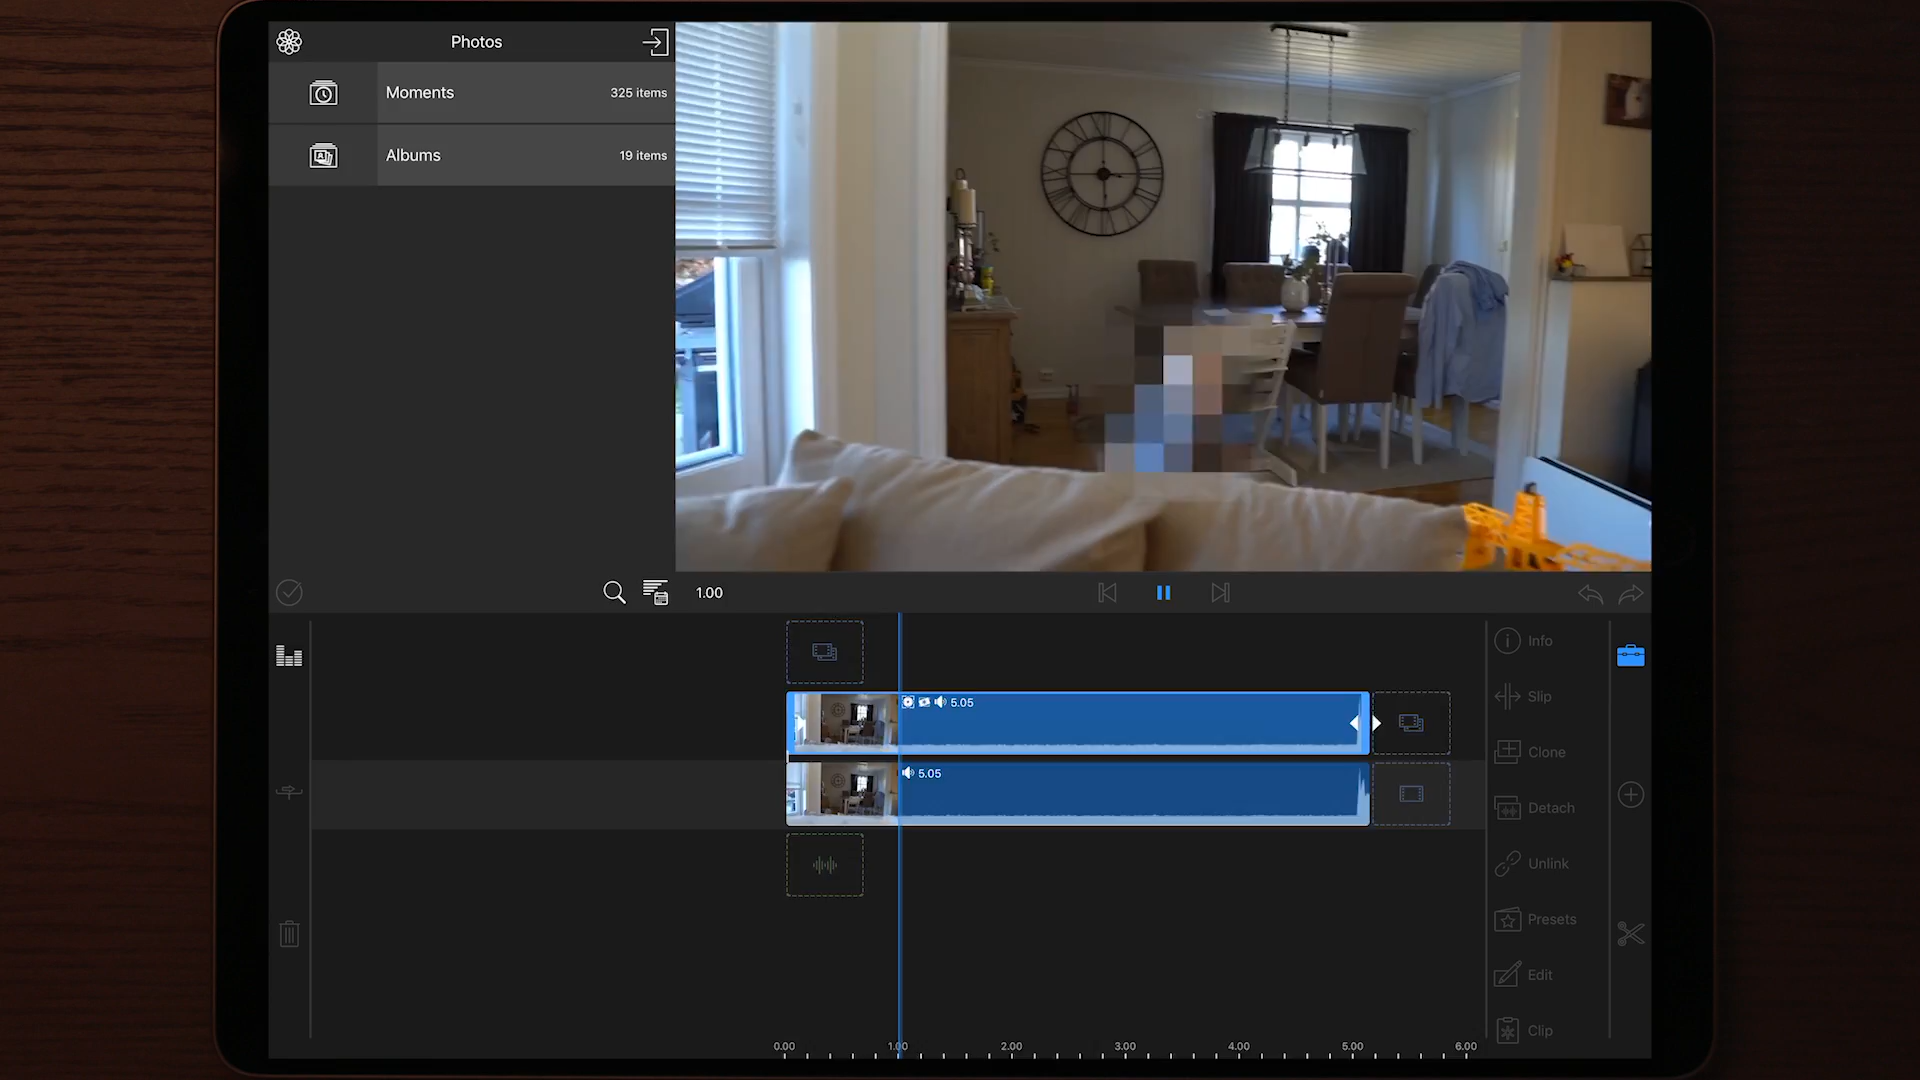 Photos
Moments 325 items
Albums 19 items
1.00
5.05
5.05
Info
Slip
Clone
Detach
Unlink
Presets
Edit
Clip
0.00 1.00 2.00 3.00 4.00 5.00 6.00